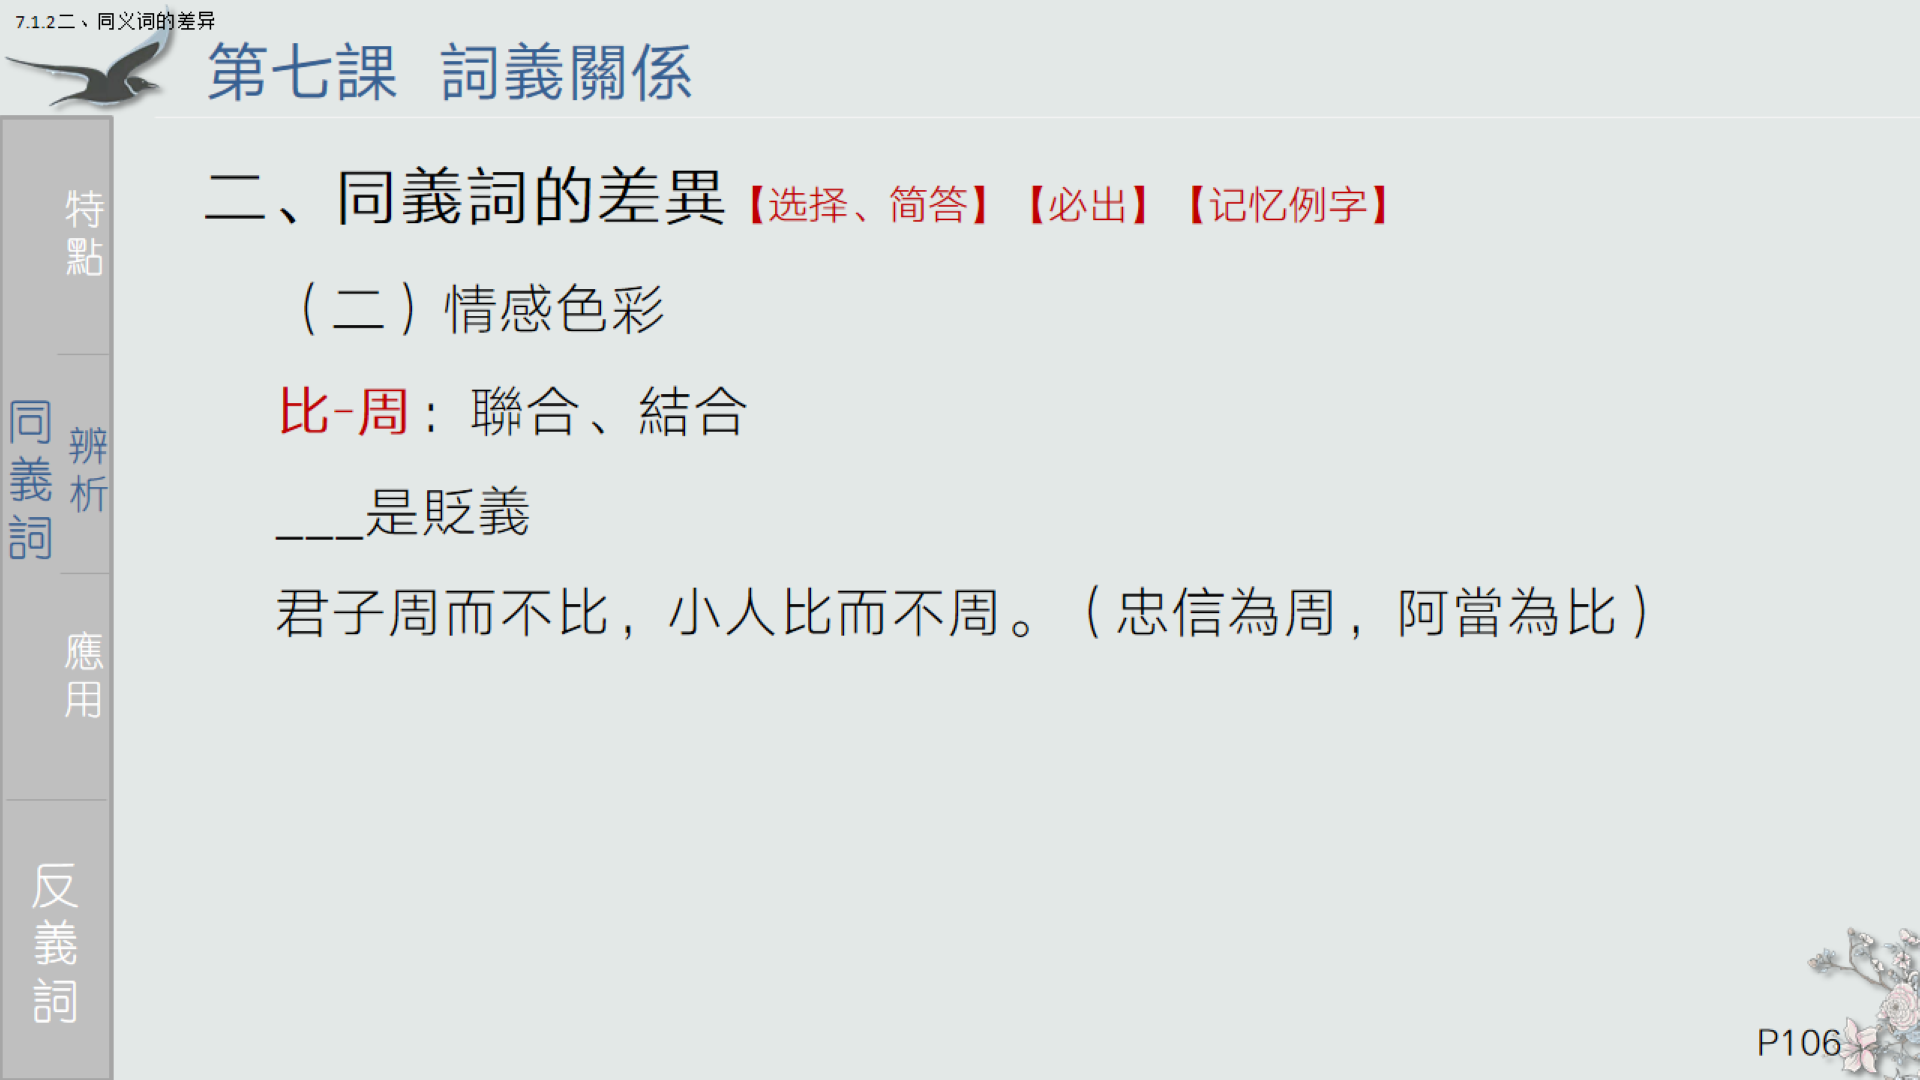 7.1.2二、同义词的差异
第七課 詞義關係
特點
同義詞
辨析
應用
反義詞
二、同義詞的差異【选择、简答】【必出】【记忆例字】
（二）情感色彩
比-周：聯合、結合
___是貶義
君子周而不比，小人比而不周。（忠信為周，阿當為比）
P106